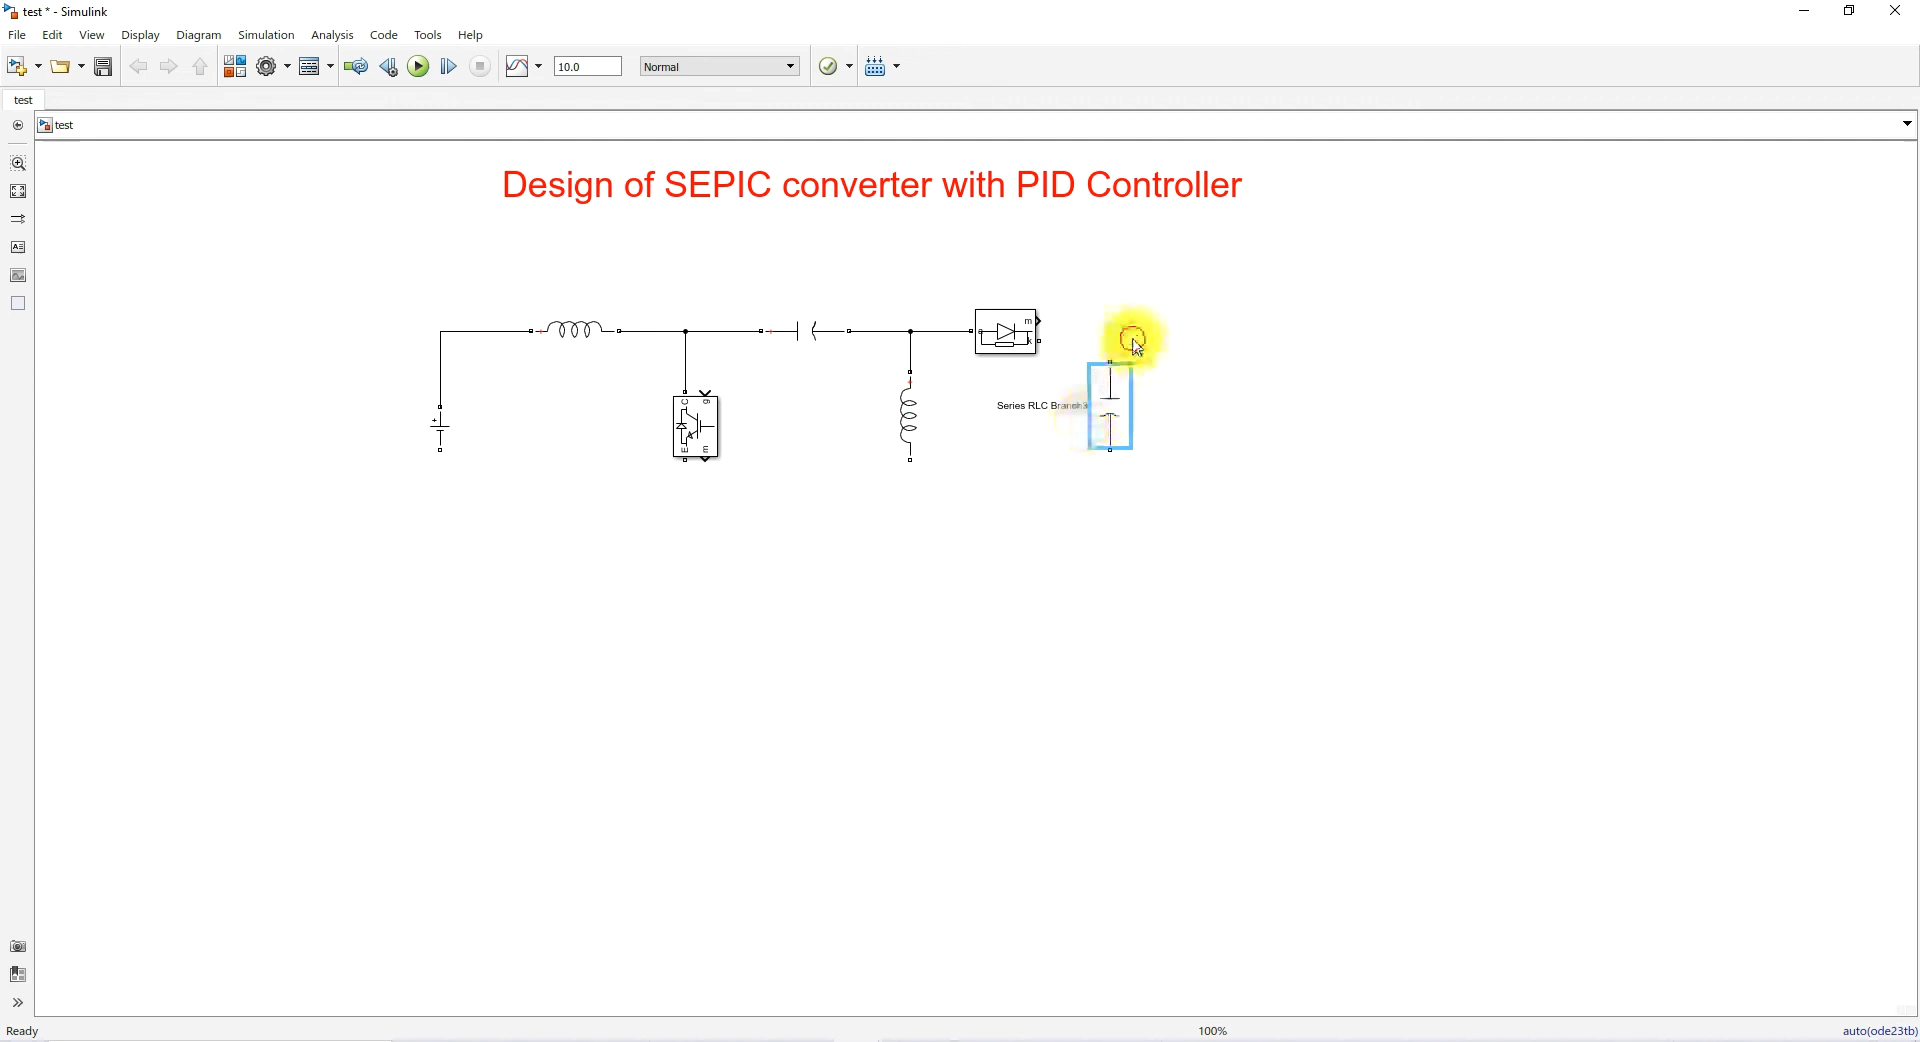 test * - Simulink
File Edit View Display Diagram Simulation Analysis Code Tools Help
10.0 Normal
test
test
Design of SEPIC converter with PID Controller
m
a
k
C g
E m
+
Series RLC Branch3
Ready 100% auto(ode23tb)